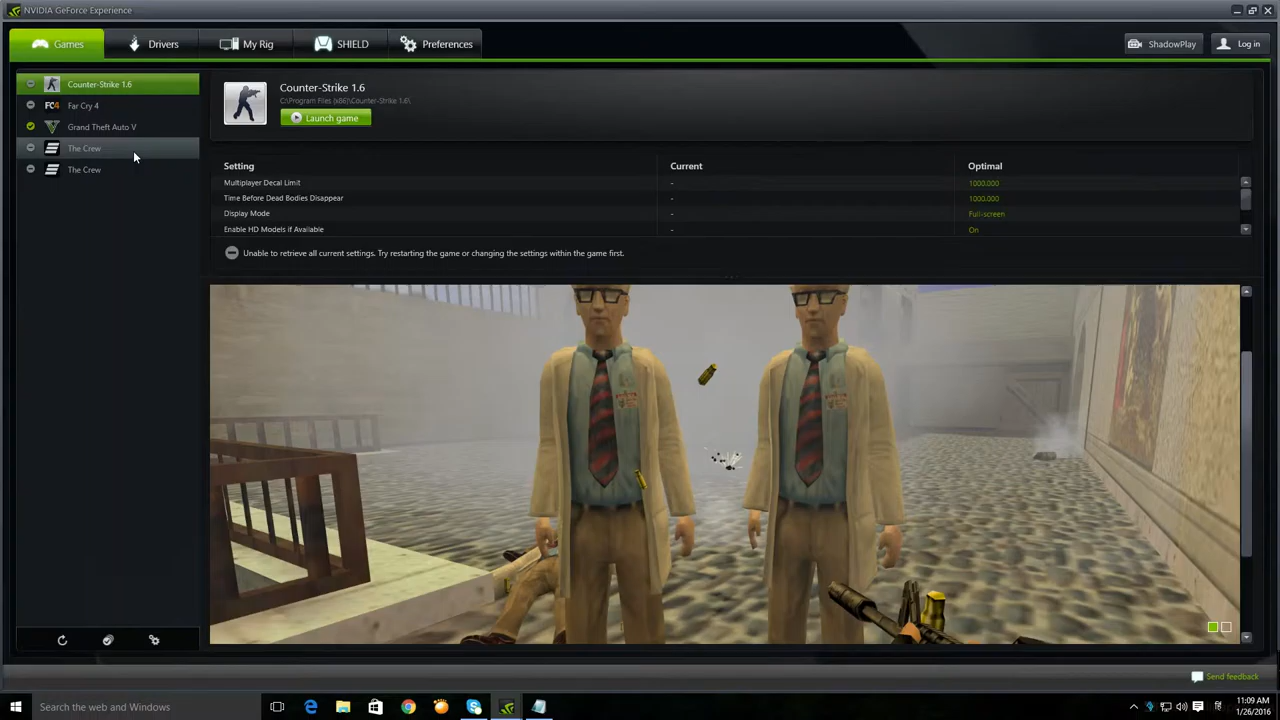 NVIDIA GeForce Experience
Games
Drivers
My Rig
SHIELD
Preferences
ShadowPlay
Log in
Counter-Strike 1.6
FC4 Far Cry 4
Grand Theft Auto V
The Crew
The Crew
Counter-Strike 1.6
C:\Program Files (x86)\Counter-Strike 1.6\
Launch game
Setting Current Optimal
Multiplayer Decal Limit - 1000.000
Time Before Dead Bodies Disappear - 1000.000
Display Mode - Full-screen
Enable HD Models if Available - On
Unable to retrieve all current settings. Try restarting the game or changing the settings within the game first.
Send feedback
Search the web and Windows
11:09 AM
1/26/2016